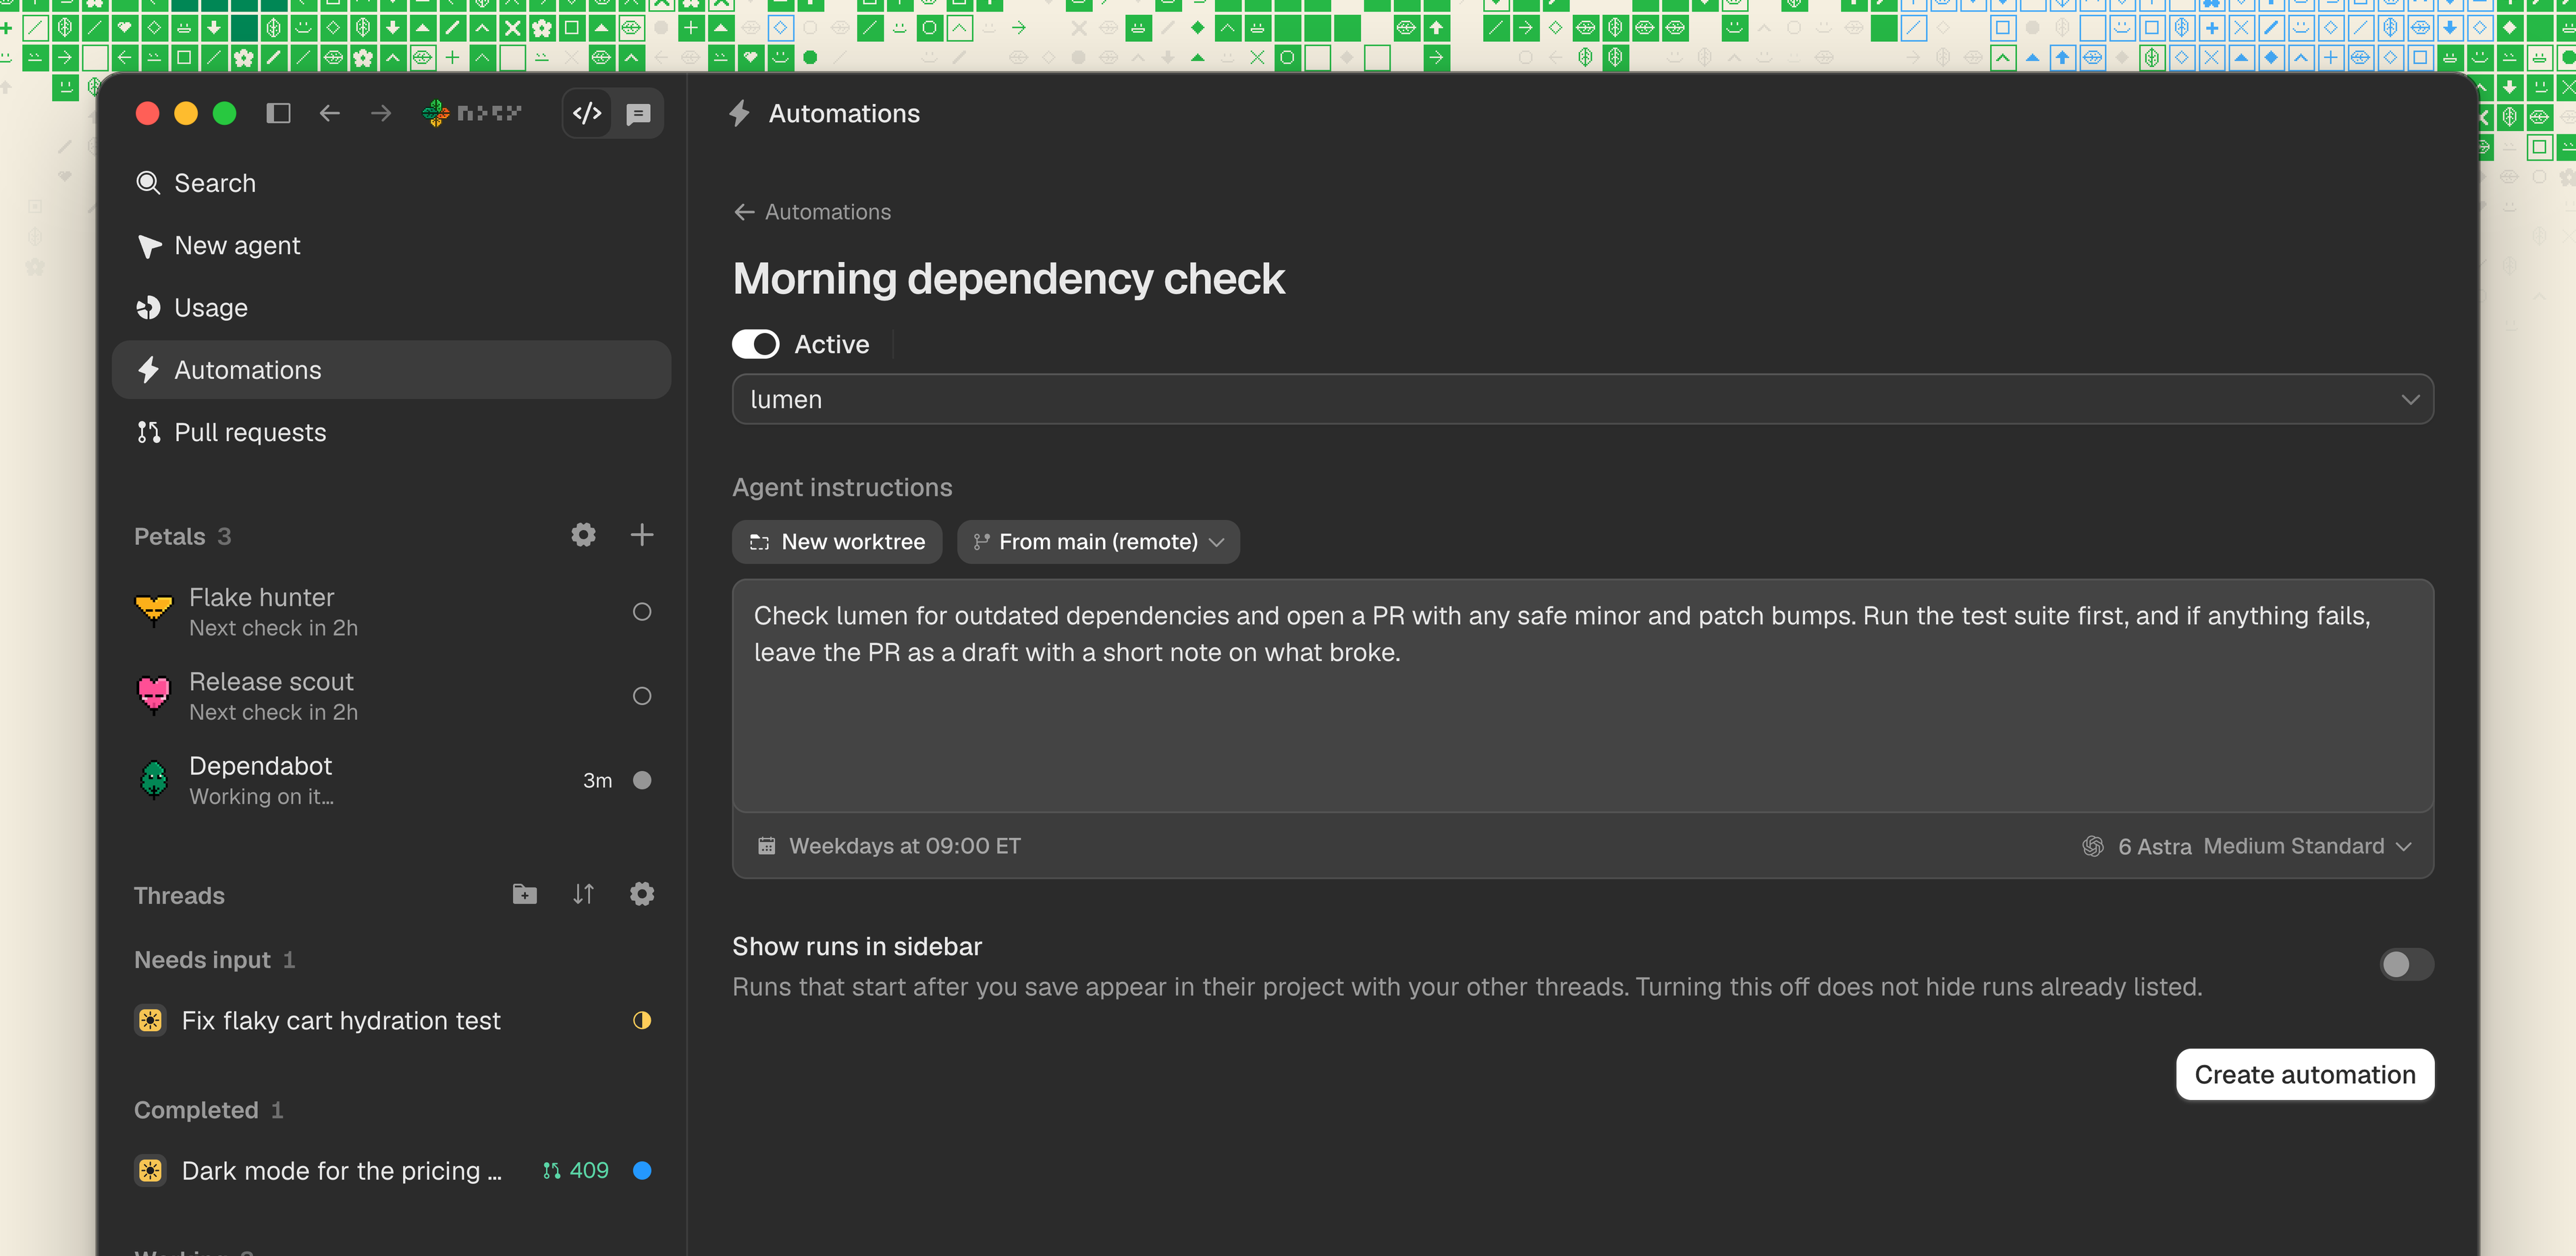 Automations
Search
New agent
Usage
Automations
Pull requests
Petals 3
Flake hunter
Next check in 2h
Release scout
Next check in 2h
Dependabot
Working on it...
3m
Threads
Needs input 1
Fix flaky cart hydration test
Completed 1
Dark mode for the pricing ...
409
Automations
Morning dependency check
Active
lumen
Agent instructions
New worktree
From main (remote)
Check lumen for outdated dependencies and open a PR with any safe minor and patch bumps. Run the test suite first, and if anything fails,
leave the PR as a draft with a short note on what broke.
Weekdays at 09:00 ET
6 Astra Medium Standard
Show runs in sidebar
Runs that start after you save appear in their project with your other threads. Turning this off does not hide runs already listed.
Create automation